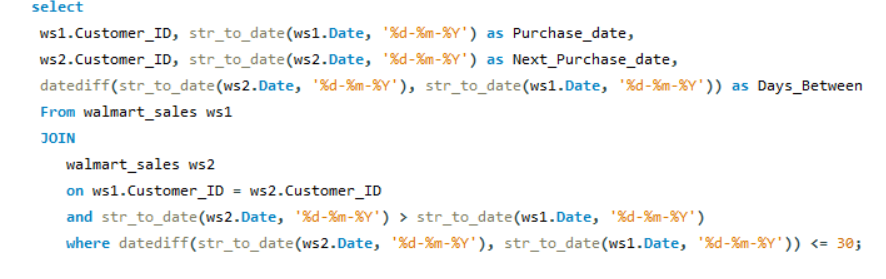 select
ws1.Customer_ID, str_to_date(ws1.Date, '%d-%m-%Y') as Purchase_date,
ws2.Customer_ID, str_to_date(ws2.Date, '%d-%m-%Y') as Next_Purchase_date,
datediff(str_to_date(ws2.Date, '%d-%m-%Y'), str_to_date(ws1.Date, '%d-%m-%Y')) as Days_Between
From walmart_sales ws1
JOIN
walmart_sales ws2
on ws1.Customer_ID = ws2.Customer_ID
and str_to_date(ws2.Date, '%d-%m-%Y') > str_to_date(ws1.Date, '%d-%m-%Y')
where datediff(str_to_date(ws2.Date, '%d-%m-%Y'), str_to_date(ws1.Date, '%d-%m-%Y')) <= 30;